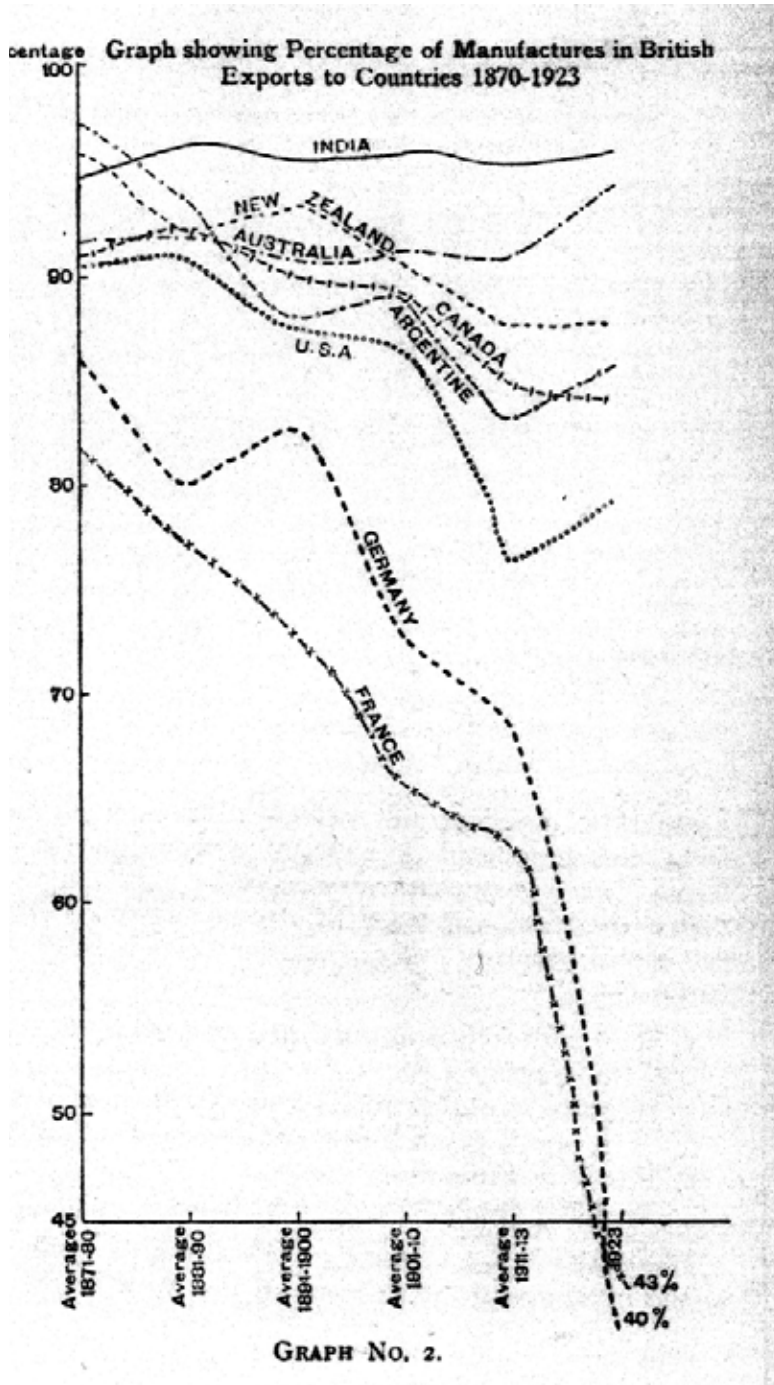 centage Graph showing Percentage of Manufactures in British
Exports to Countries 1870-1923
100
INDIA
NEW ZEALAND
AUSTRALIA
90
CANADA
ARGENTINE
U.S.A.
80
GERMANY
70
FRANCE
60
50
45
Average 1871-80
Average 1881-90
Average 1891-1900
Average 1901-10
Average 1911-13
1923
43%
40%
GRAPH No. 2.